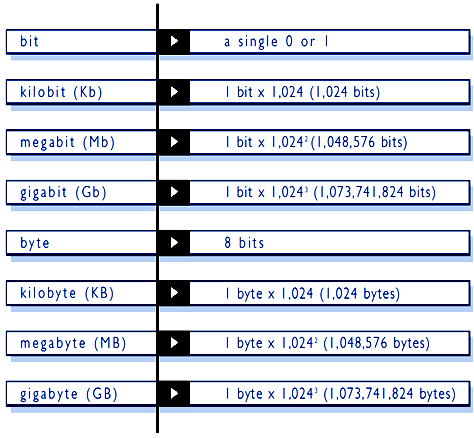 bit a single 0 or 1
kilobit (Kb) 1 bit x 1,024 (1,024 bits)
megabit (Mb) 1 bit x 1,024² (1,048,576 bits)
gigabit (Gb) 1 bit x 1,024³ (1,073,741,824 bits)
byte 8 bits
kilobyte (KB) 1 byte x 1,024 (1,024 bytes)
megabyte (MB) 1 byte x 1,024² (1,048,576 bytes)
gigabyte (GB) 1 byte x 1,024³ (1,073,741,824 bytes)